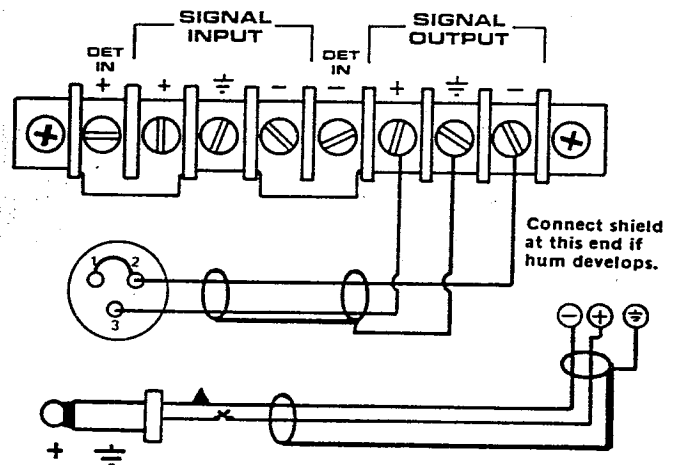 SIGNAL INPUT
SIGNAL OUTPUT
DET IN
DET IN
+ + ⏚ − − + ⏚ −
Connect shield
at this end if
hum develops.
1 2
3
− + ⏚
+ ⏚